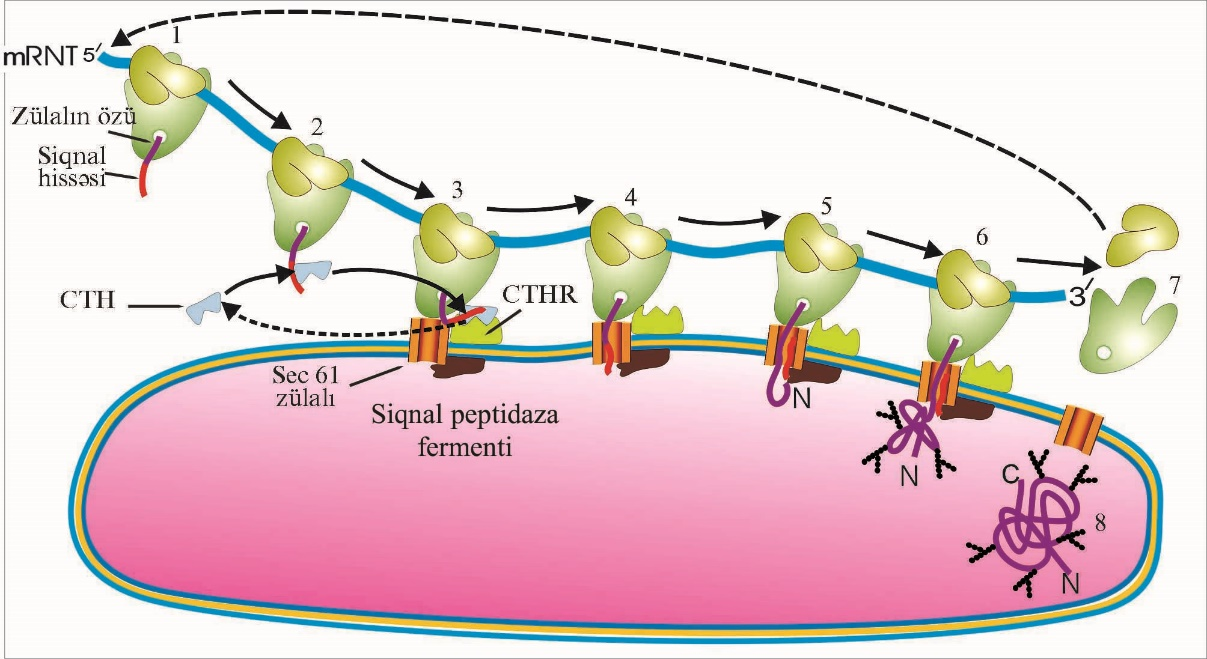 1
mRNT 5′
Zülalın özü
Siqnal
hissəsi
2
3
4
5
6
7
3′
CTH
CTHR
Sec 61
zülalı
Siqnal peptidaza
fermenti
N
N
C
8
N